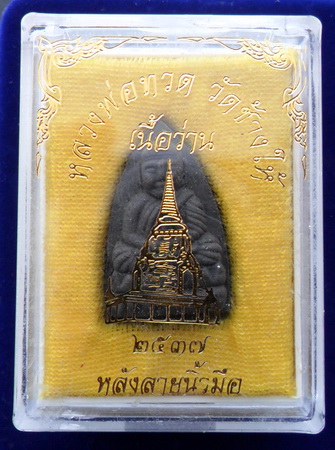 หลวงพ่อทวด วัดช้างให้
เนื้อว่าน
๒๕๓๗
หลังลายนิ้วมือ